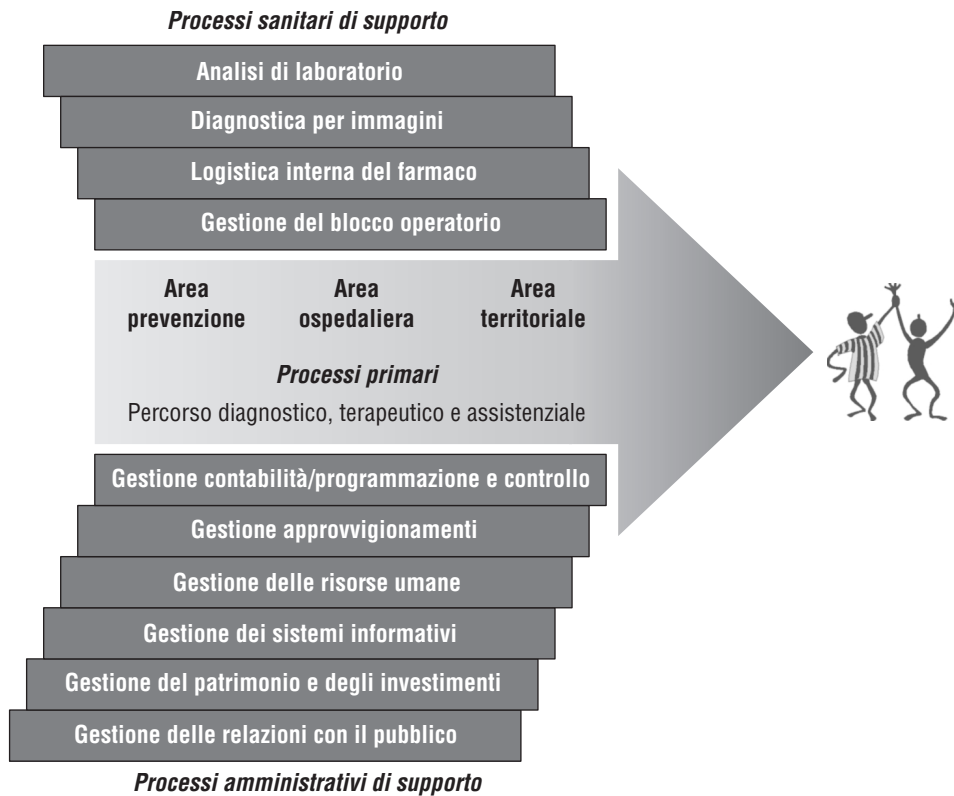 Processi sanitari di supporto
Analisi di laboratorio
Diagnostica per immagini
Logistica interna del farmaco
Gestione del blocco operatorio
Area prevenzione
Area ospedaliera
Area territoriale
Processi primari
Percorso diagnostico, terapeutico e assistenziale
Gestione contabilità/programmazione e controllo
Gestione approvvigionamenti
Gestione delle risorse umane
Gestione dei sistemi informativi
Gestione del patrimonio e degli investimenti
Gestione delle relazioni con il pubblico
Processi amministrativi di supporto